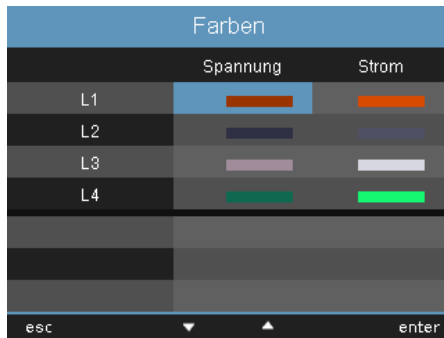 Farben
Spannung Strom
L1
L2
L3
L4
esc enter